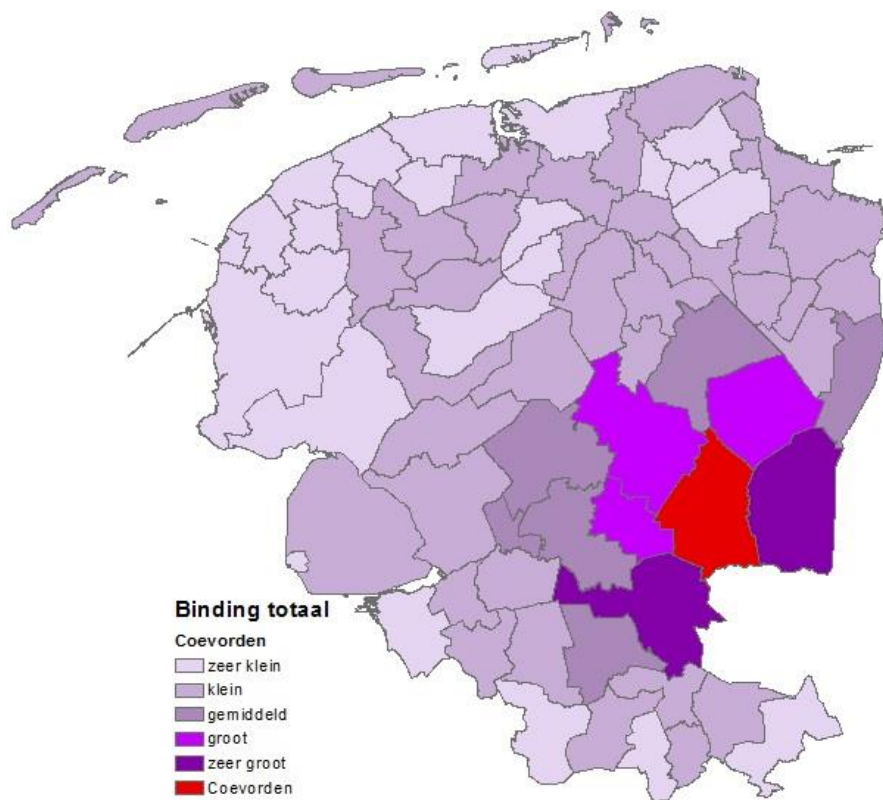 Binding totaal
Coevorden
zeer klein
klein
gemiddeld
groot
zeer groot
Coevorden